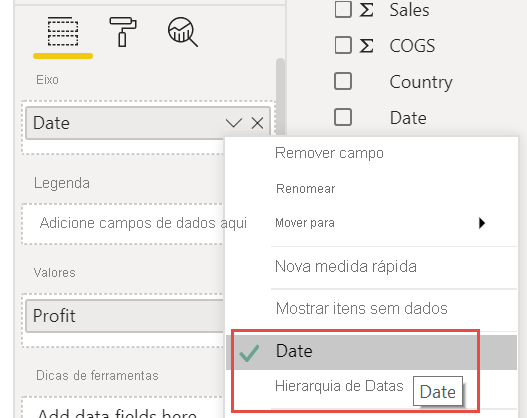 Eixo
Date
Legenda
Adicione campos de dados aqui
Valores
Profit
Dicas de ferramentas
Add data fields here
Σ Sales
Σ COGS
Country
Date
Remover campo
Renomear
Mover para
Nova medida rápida
Mostrar itens sem dados
Date
Hierarquia de Datas
Date